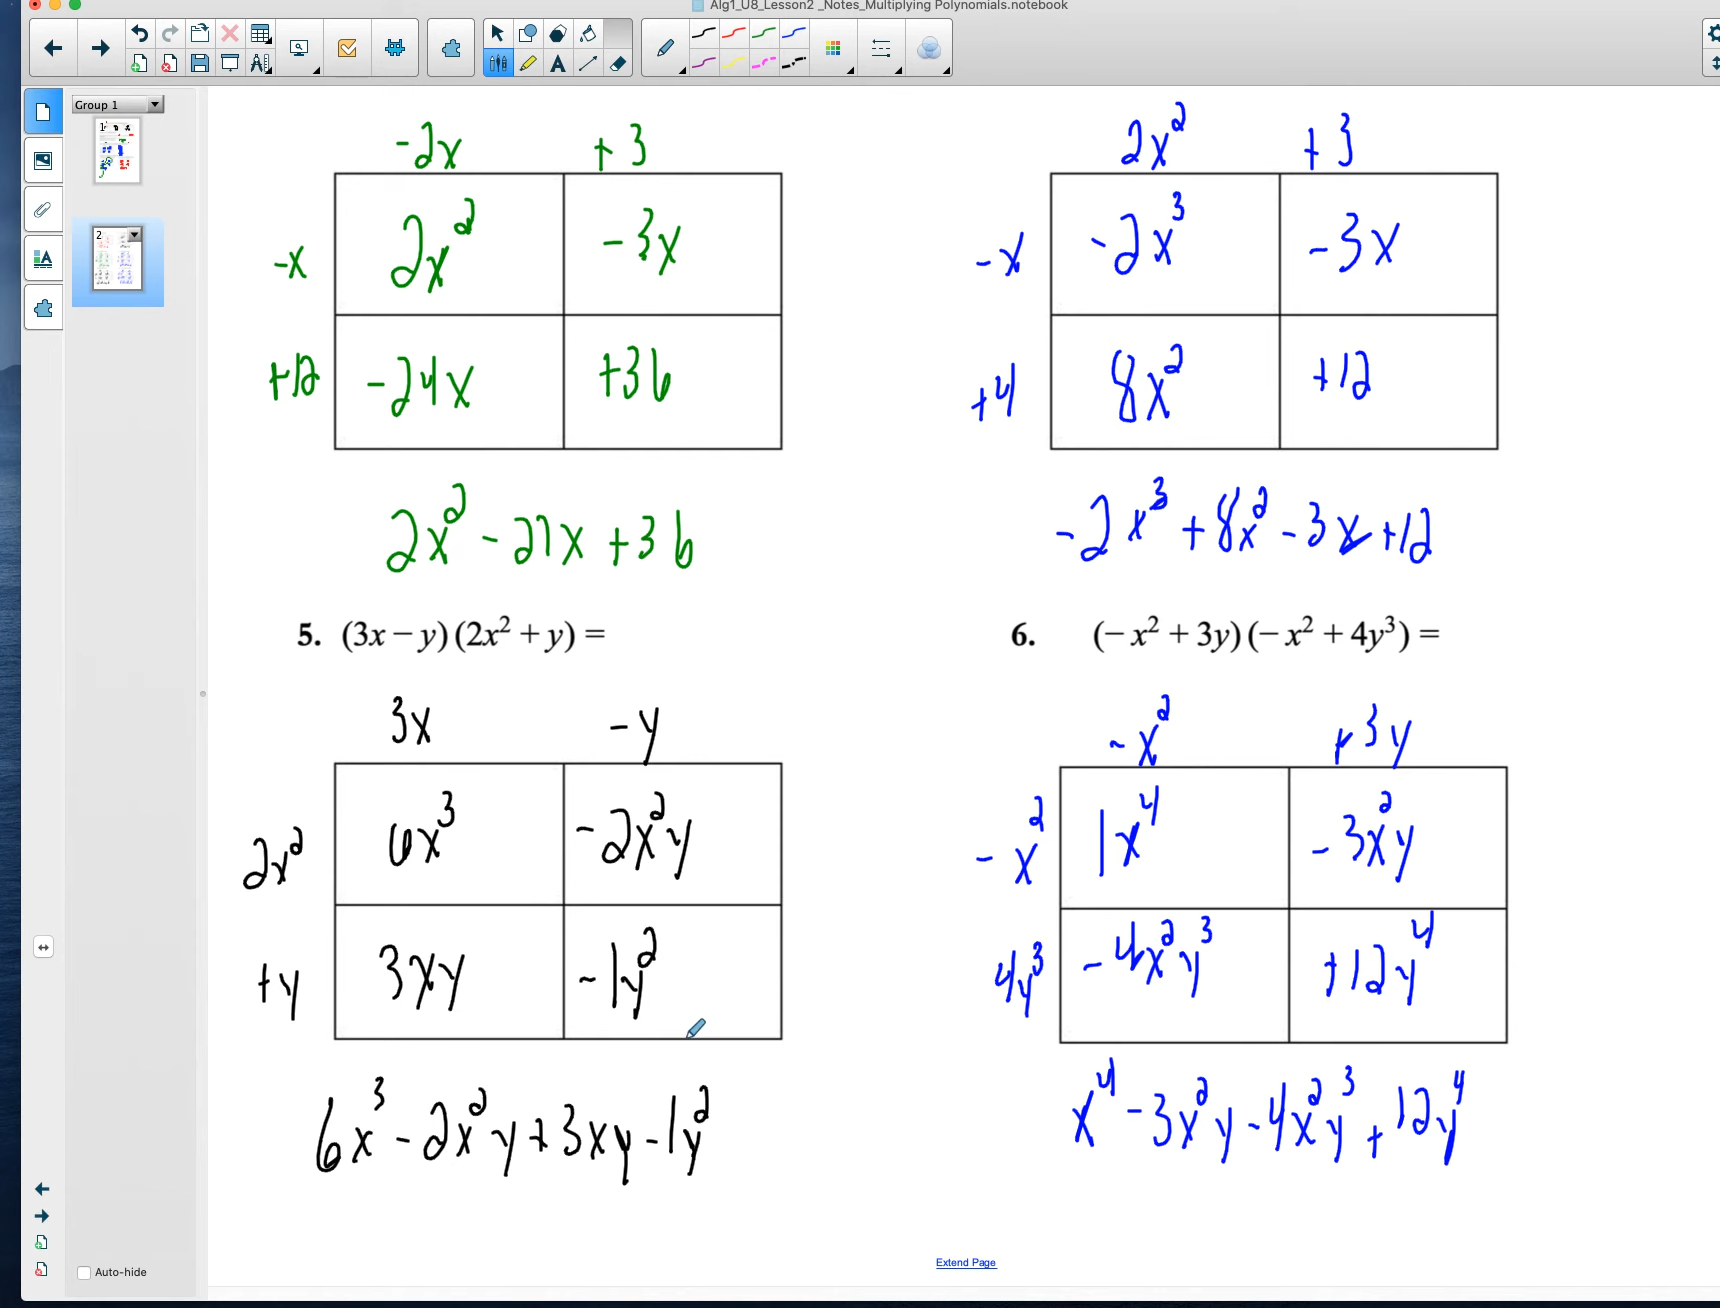 Alg1_U8_Lesson2 _Notes_Multiplying Polynomials.notebook
Group 1
1
2
-2x +3
-x 2x² -3x
+12 -24x +36
2x² - 27x + 36
2x² +3
-x -2x³ -3x
+4 8x² +12
-2x³ + 8x² - 3x + 12
5. (3x − y)(2x² + y) =
3x -y
2x² 6x³ -2x²y
+y 3xy -1y²
6x³ - 2x²y + 3xy - 1y²
6. (− x² + 3y)(− x² + 4y³) =
-x² +3y
-x² 1x⁴ -3x²y
4y³ -4x²y³ +12y⁴
x⁴ - 3x²y - 4x²y³ + 12y⁴
Auto-hide
Extend Page